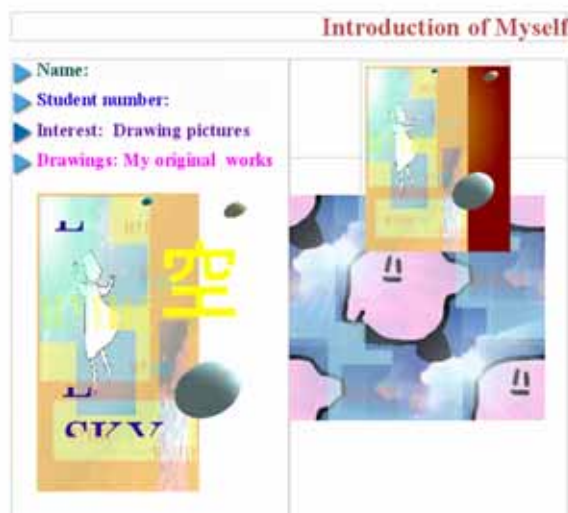 Introduction of Myself
Name:
Student number:
Interest: Drawing pictures
Drawings: My original works
空
SKY